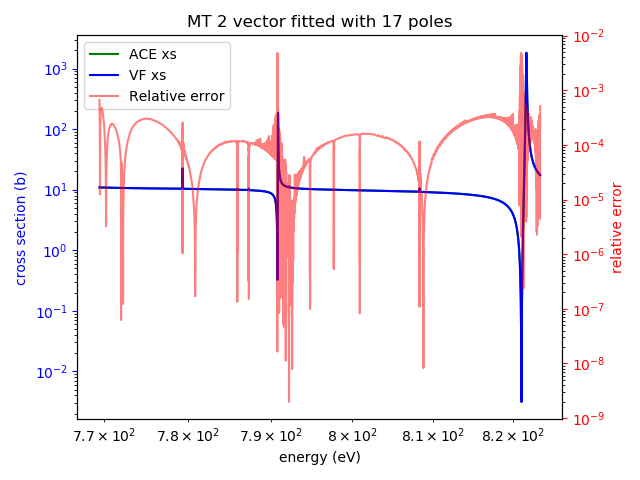 MT 2 vector fitted with 17 poles
ACE xs
VF xs
Relative error
cross section (b)
10³
10²
10¹
10⁰
10⁻¹
10⁻²
relative error
10⁻²
10⁻³
10⁻⁴
10⁻⁵
10⁻⁶
10⁻⁷
10⁻⁸
10⁻⁹
7.7 × 10² 7.8 × 10² 7.9 × 10² 8 × 10² 8.1 × 10² 8.2 × 10²
energy (eV)